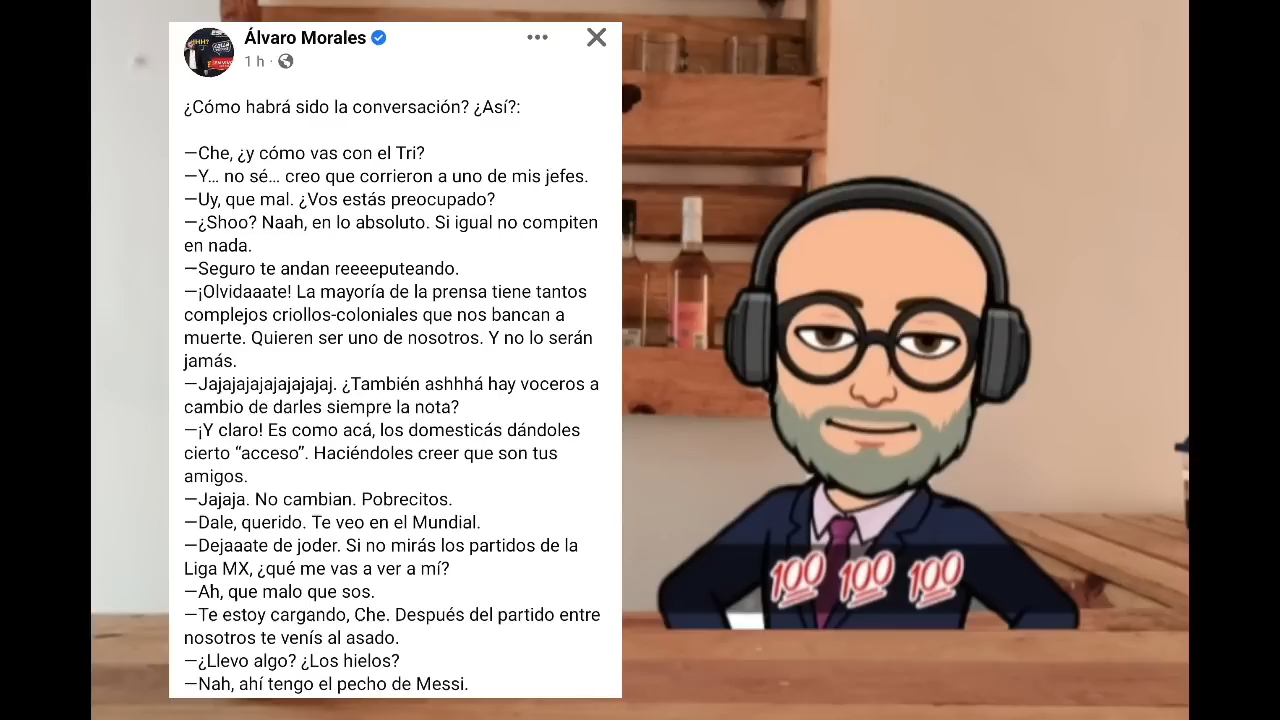 Álvaro Morales
1 h ·
¿Cómo habrá sido la conversación? ¿Así?:
—Che, ¿y cómo vas con el Tri?
—Y... no sé... creo que corrieron a uno de mis jefes.
—Uy, que mal. ¿Vos estás preocupado?
—¿Shoo? Naah, en lo absoluto. Si igual no compiten
en nada.
—Seguro te andan reeeeputeando.
—¡Olvidaaate! La mayoría de la prensa tiene tantos
complejos criollos-coloniales que nos bancan a
muerte. Quieren ser uno de nosotros. Y no lo serán
jamás.
—Jajajajajajajajaj. ¿También ashhhá hay voceros a
cambio de darles siempre la nota?
—¡Y claro! Es como acá, los domesticás dándoles
cierto “acceso”. Haciéndoles creer que son tus
amigos.
—Jajaja. No cambian. Pobrecitos.
—Dale, querido. Te veo en el Mundial.
—Dejaaate de joder. Si no mirás los partidos de la
Liga MX, ¿qué me vas a ver a mí?
—Ah, que malo que sos.
—Te estoy cargando, Che. Después del partido entre
nosotros te venís al asado.
—¿Llevo algo? ¿Los hielos?
—Nah, ahí tengo el pecho de Messi.
100 100 100